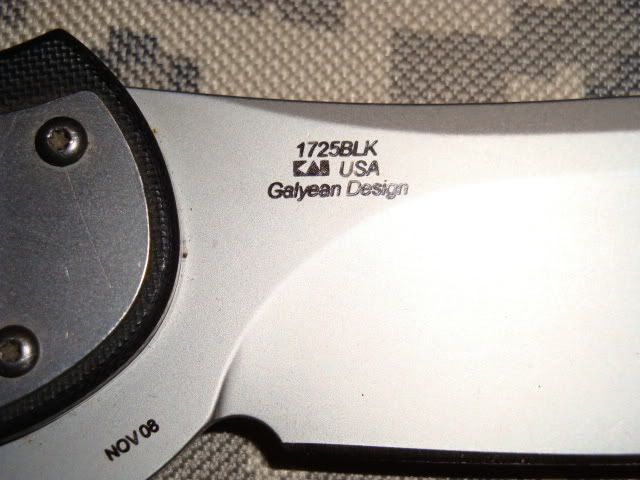 1725BLK
KAI USA
Galyean Design
NOV 08